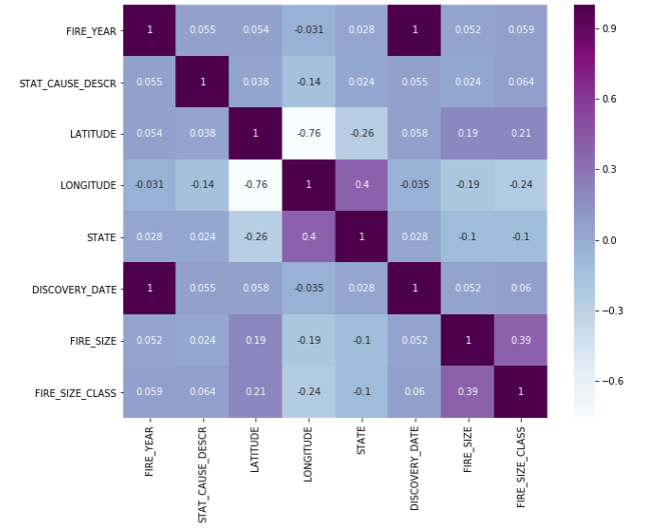 FIRE_YEAR 1 0.055 0.054 -0.031 0.028 1 0.052 0.059
STAT_CAUSE_DESCR 0.055 1 0.038 -0.14 0.024 0.055 0.024 0.064
LATITUDE 0.054 0.038 1 -0.76 -0.26 0.058 0.19 0.21
LONGITUDE -0.031 -0.14 -0.76 1 0.4 -0.035 -0.19 -0.24
STATE 0.028 0.024 -0.26 0.4 1 0.028 -0.1 -0.1
DISCOVERY_DATE 1 0.055 0.058 -0.035 0.028 1 0.052 0.06
FIRE_SIZE 0.052 0.024 0.19 -0.19 -0.1 0.052 1 0.39
FIRE_SIZE_CLASS 0.059 0.064 0.21 -0.24 -0.1 0.06 0.39 1
FIRE_YEAR
STAT_CAUSE_DESCR
LATITUDE
LONGITUDE
STATE
DISCOVERY_DATE
FIRE_SIZE
FIRE_SIZE_CLASS
0.9
0.6
0.3
0.0
−0.3
−0.6